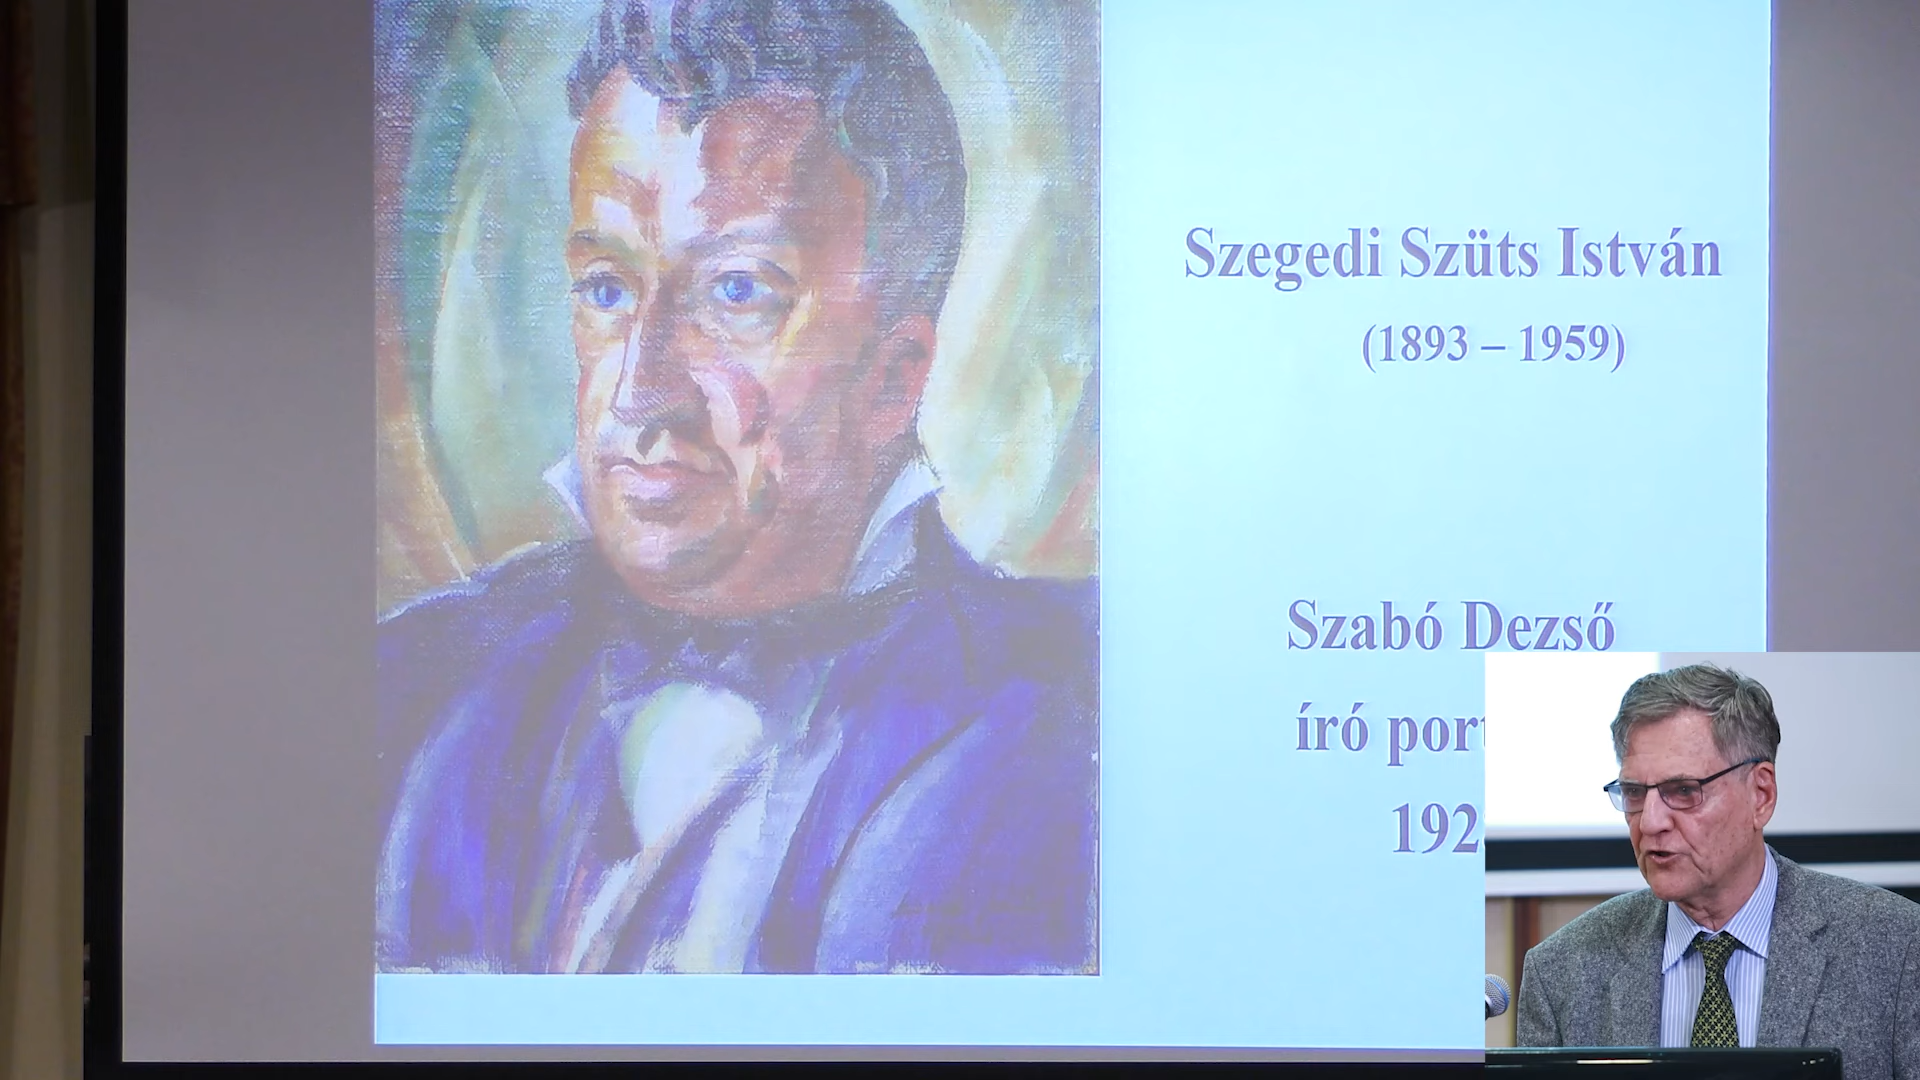 Szegedi Szüts István
(1893 – 1959)
Szabó Dezső
író port
192